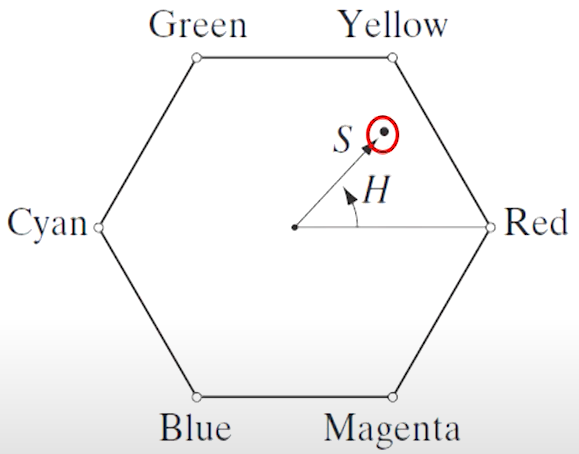 Green Yellow
S
H
Cyan Red
Blue Magenta